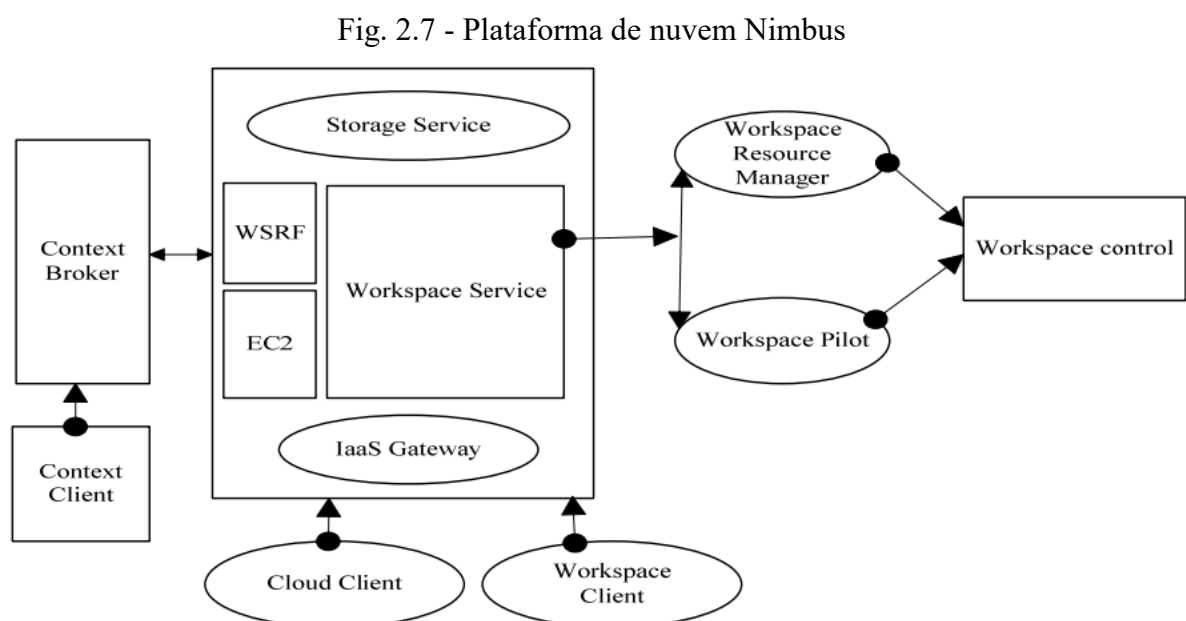 Fig. 2.7 - Plataforma de nuvem Nimbus
Storage Service
Workspace
Resource
Manager
Context
Broker
WSRF
Workspace Service
EC2
Workspace control
Workspace Pilot
IaaS Gateway
Context
Client
Cloud Client
Workspace
Client